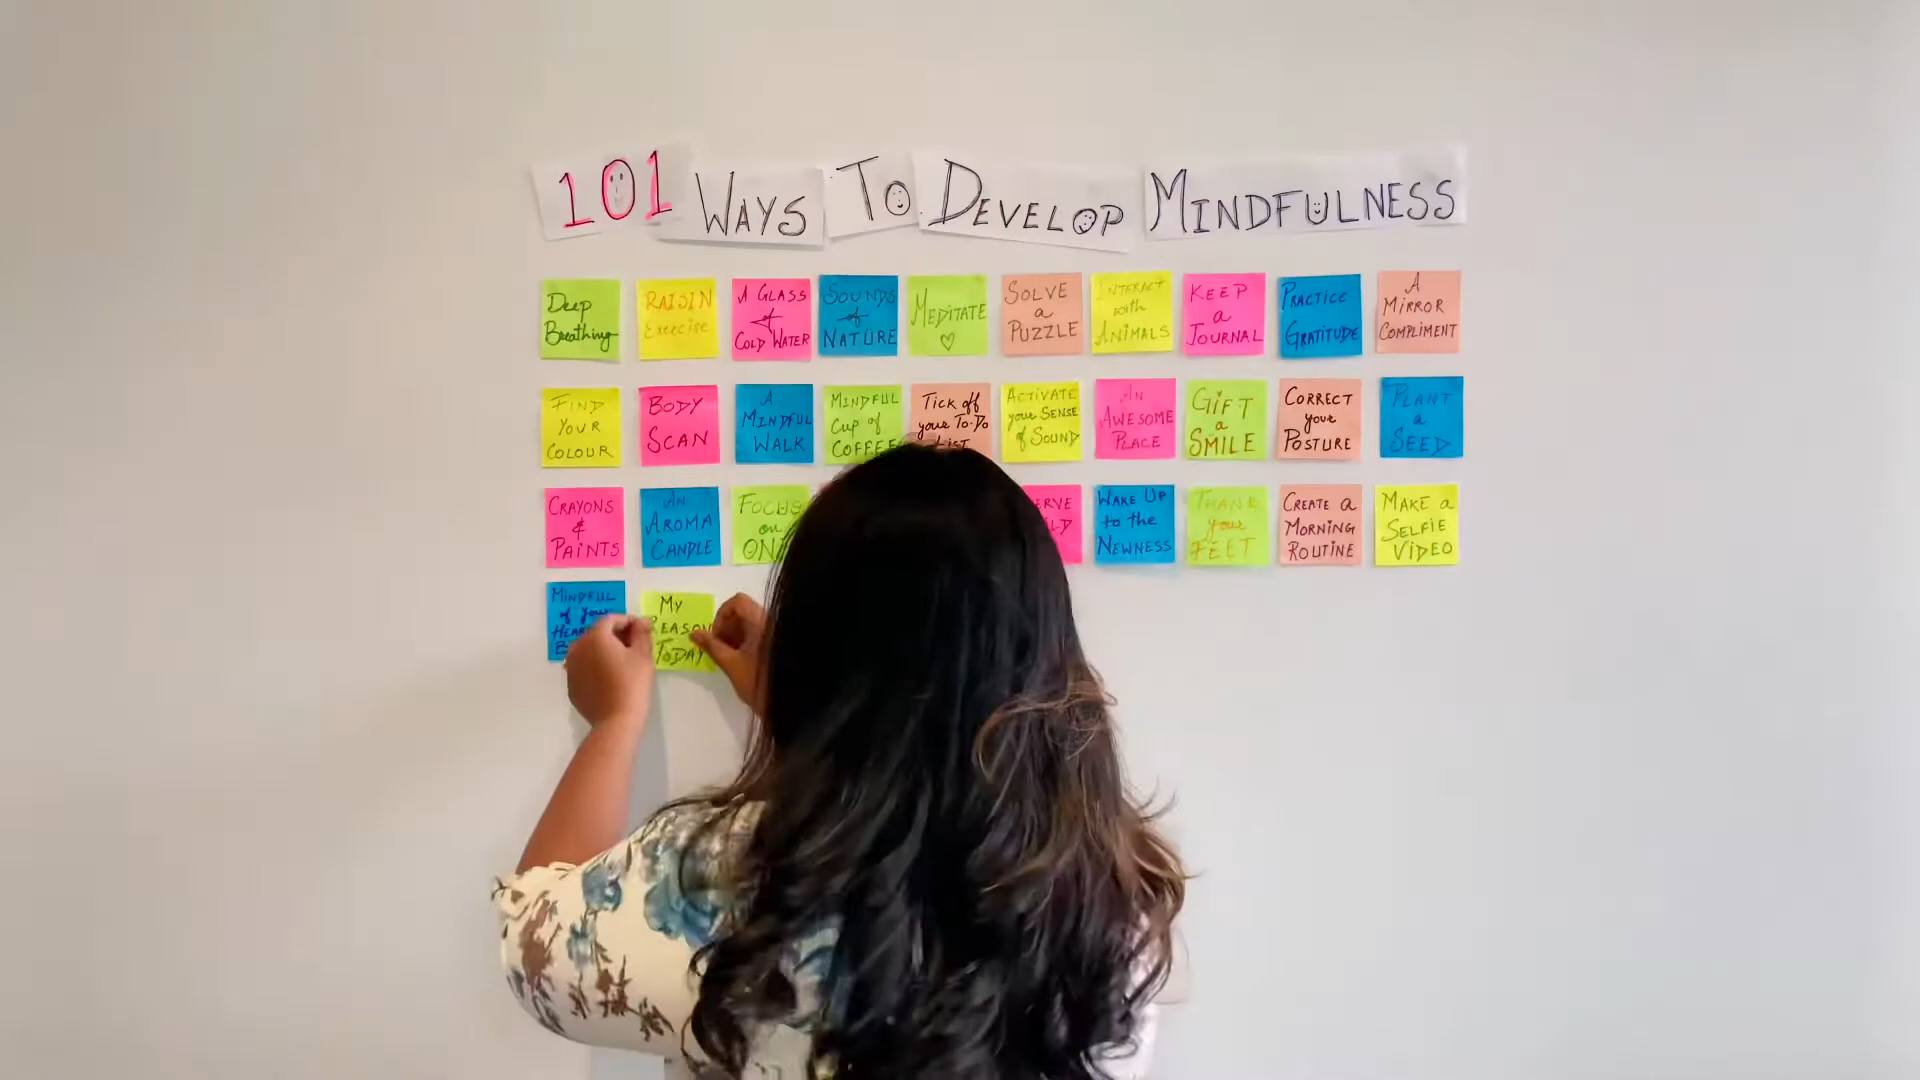 101 WAYS TO DEVELOP MINDFULNESS
Deep
Breathing
RAISIN
Exercise
A GLASS
of
COLD WATER
SOUNDS
of
NATURE
MEDITATE
SOLVE
a
PUZZLE
INTERACT
with
ANIMALS
KEEP
a
JOURNAL
PRACTICE
GRATITUDE
A
MIRROR
COMPLIMENT
FIND
YOUR
COLOUR
BODY
SCAN
A
MINDFUL
WALK
MINDFUL
Cup of
COFFEE
TICK off
your TO-DO
LIST
ACTIVATE
your SENSE
of SOUND
AN
AWESOME
PLACE
GIFT
a
SMILE
CORRECT
your
POSTURE
PLANT
a
SEED
CRAYONS
&
PAINTS
AN
AROMA
CANDLE
FOCUS
on
WAKE UP
to the
NEWNESS
THANK
your
FEET
CREATE a
MORNING
ROUTINE
MAKE a
SELFIE
VIDEO
MINDFUL
of your
MY
REASON
TODAY